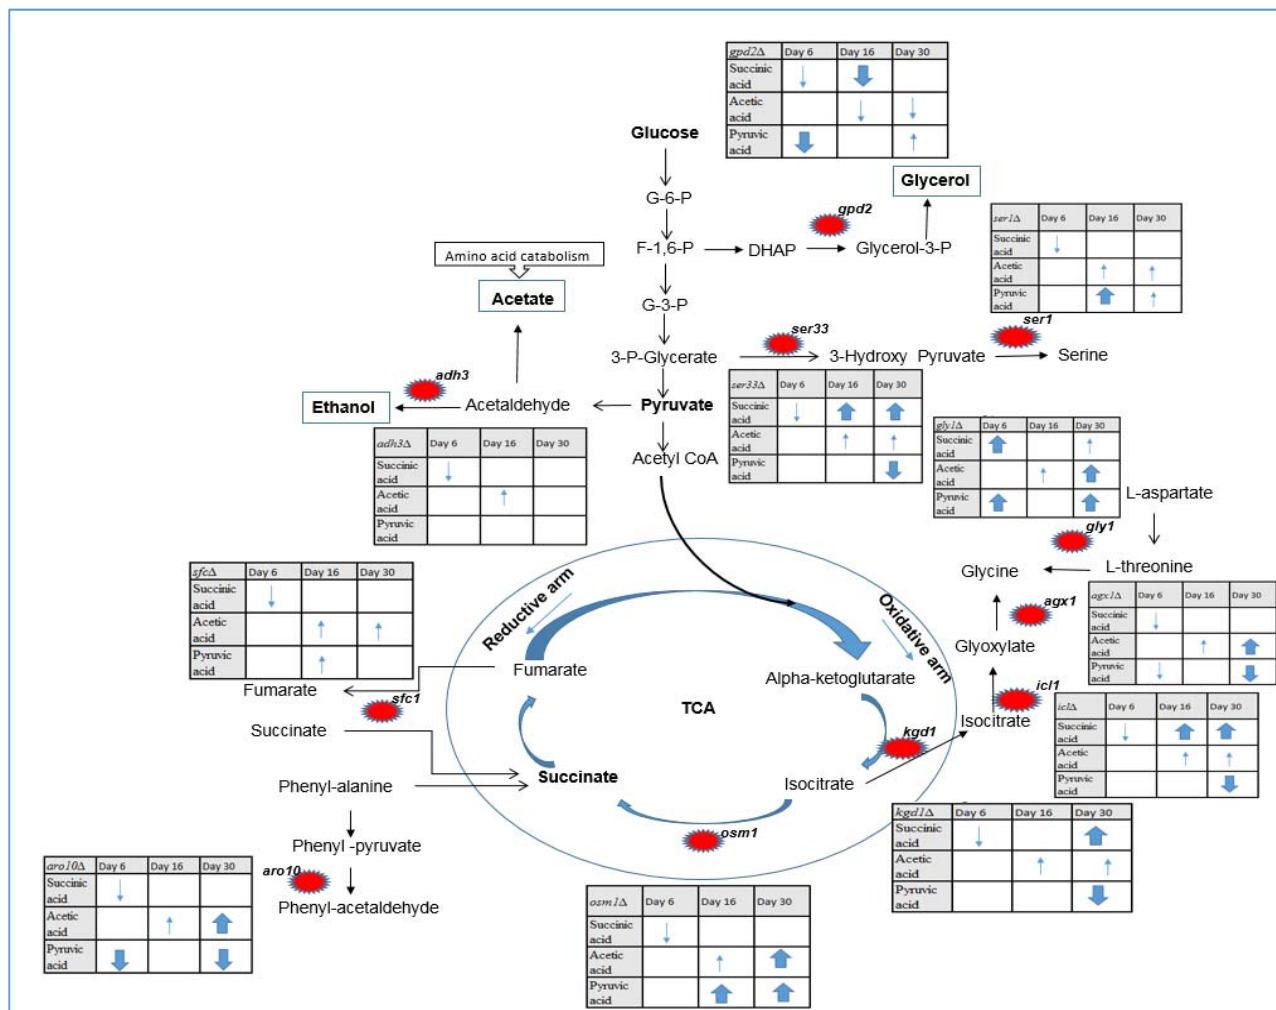 gpd2Δ Day 6 Day 16 Day 30
Succinic
acid
Acetic
acid
Pyruvic
acid
Glucose
G-6-P
gpd2
Glycerol
F-1,6-P
DHAP
Glycerol-3-P
ser1Δ Day 6 Day 16 Day 30
Succinic
acid
Acetic
acid
Pyruvic
acid
Amino acid catabolism
Acetate
G-3-P
3-P-Glycerate
ser33
3-Hydroxy Pyruvate
ser1
Serine
adh3
Ethanol
Acetaldehyde
Pyruvate
Acetyl CoA
ser33Δ Day 6 Day 16 Day 30
Succinic
acid
Acetic
acid
Pyruvic
acid
adh3Δ Day 6 Day 16 Day 30
Succinic
acid
Acetic
acid
Pyruvic
acid
gly1Δ Day 6 Day 16 Day 30
Succinic
acid
Acetic
acid
Pyruvic
acid
L-aspartate
gly1
Glycine
L-threonine
agx1
Glyoxylate
agx1Δ Day 6 Day 16 Day 30
Succinic
acid
Acetic
acid
Pyruvic
acid
sfcΔ Day 6 Day 16 Day 30
Succinic
acid
Acetic
acid
Pyruvic
acid
Reductive arm
Oxidative arm
Fumarate
Alpha-ketoglutarate
Fumarate
sfc1
TCA
icl1
Isocitrate
iclΔ Day 6 Day 16 Day 30
Succinic
acid
Acetic
acid
Pyruvic
acid
Succinate
kgd1
Succinate
Isocitrate
Phenyl-alanine
kgd1Δ Day 6 Day 16 Day 30
Succinic
acid
Acetic
acid
Pyruvic
acid
osm1
Phenyl -pyruvate
aro10
Phenyl-acetaldehyde
aro10Δ Day 6 Day 16 Day 30
Succinic
acid
Acetic
acid
Pyruvic
acid
osm1Δ Day 6 Day 16 Day 30
Succinic
acid
Acetic
acid
Pyruvic
acid